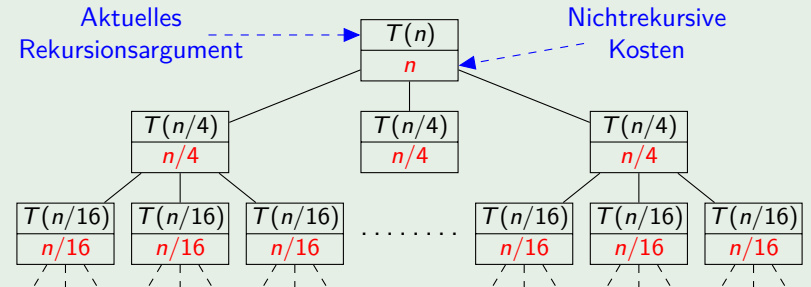 Aktuelles
Rekursionsargument
Nichtrekursive
Kosten
T(n)
n
T(n/4)
n/4
T(n/4)
n/4
T(n/4)
n/4
T(n/16)
n/16
T(n/16)
n/16
T(n/16)
n/16
........
T(n/16)
n/16
T(n/16)
n/16
T(n/16)
n/16